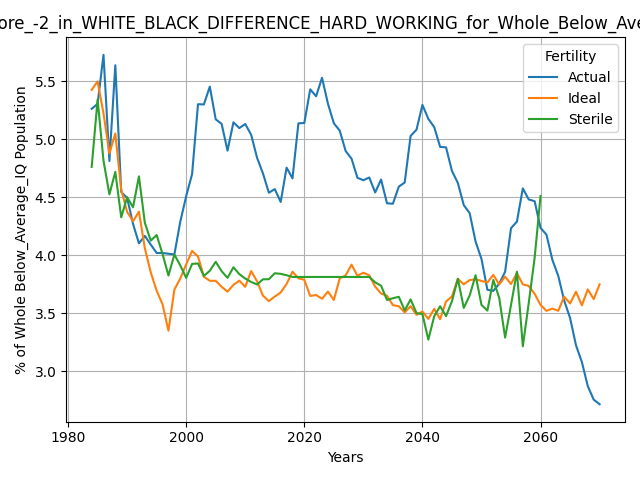 ore_-2_in_WHITE_BLACK_DIFFERENCE_HARD_WORKING_for_Whole_Below_Ave
% of Whole Below_Average_IQ Population
5.5
5.0
4.5
4.0
3.5
3.0
Fertility
Actual
Ideal
Sterile
1980
2000
2020
2040
2060
Years